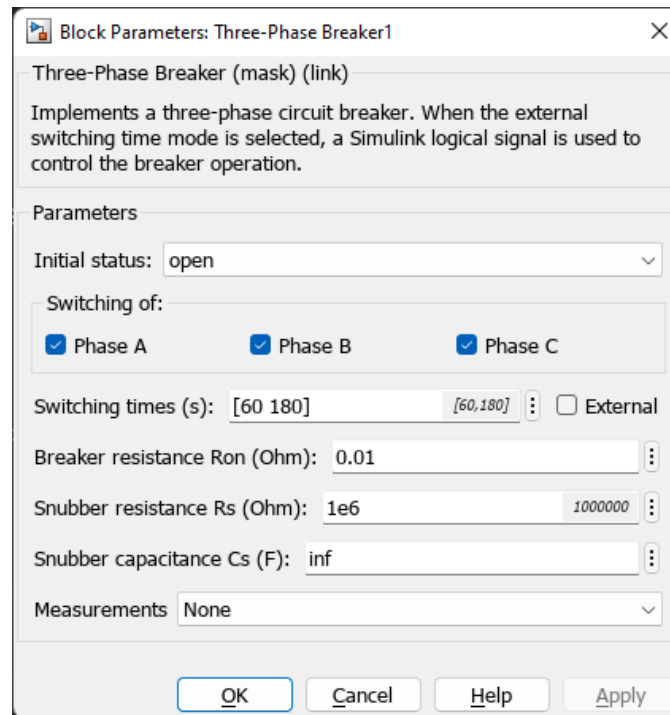 Block Parameters: Three-Phase Breaker1
Three-Phase Breaker (mask) (link)
Implements a three-phase circuit breaker. When the external
switching time mode is selected, a Simulink logical signal is used to
control the breaker operation.
Parameters
Initial status: open
Switching of:
Phase A Phase B Phase C
Switching times (s): [60 180] [60,180] External
Breaker resistance Ron (Ohm): 0.01
Snubber resistance Rs (Ohm): 1e6 1000000
Snubber capacitance Cs (F): inf
Measurements None
OK Cancel Help Apply